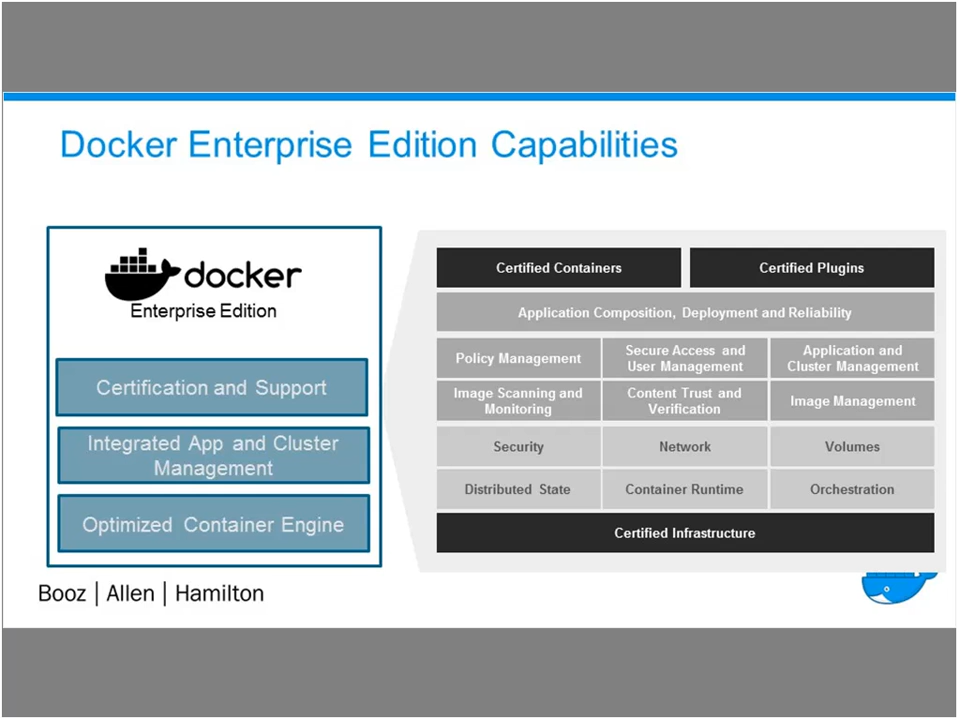 Docker Enterprise Edition Capabilities
docker
Enterprise Edition
Certification and Support
Integrated App and Cluster
Management
Optimized Container Engine
Certified Containers
Certified Plugins
Application Composition, Deployment and Reliability
Policy Management
Secure Access and
User Management
Application and
Cluster Management
Image Scanning and
Monitoring
Content Trust and
Verification
Image Management
Security
Network
Volumes
Distributed State
Container Runtime
Orchestration
Certified Infrastructure
Booz | Allen | Hamilton